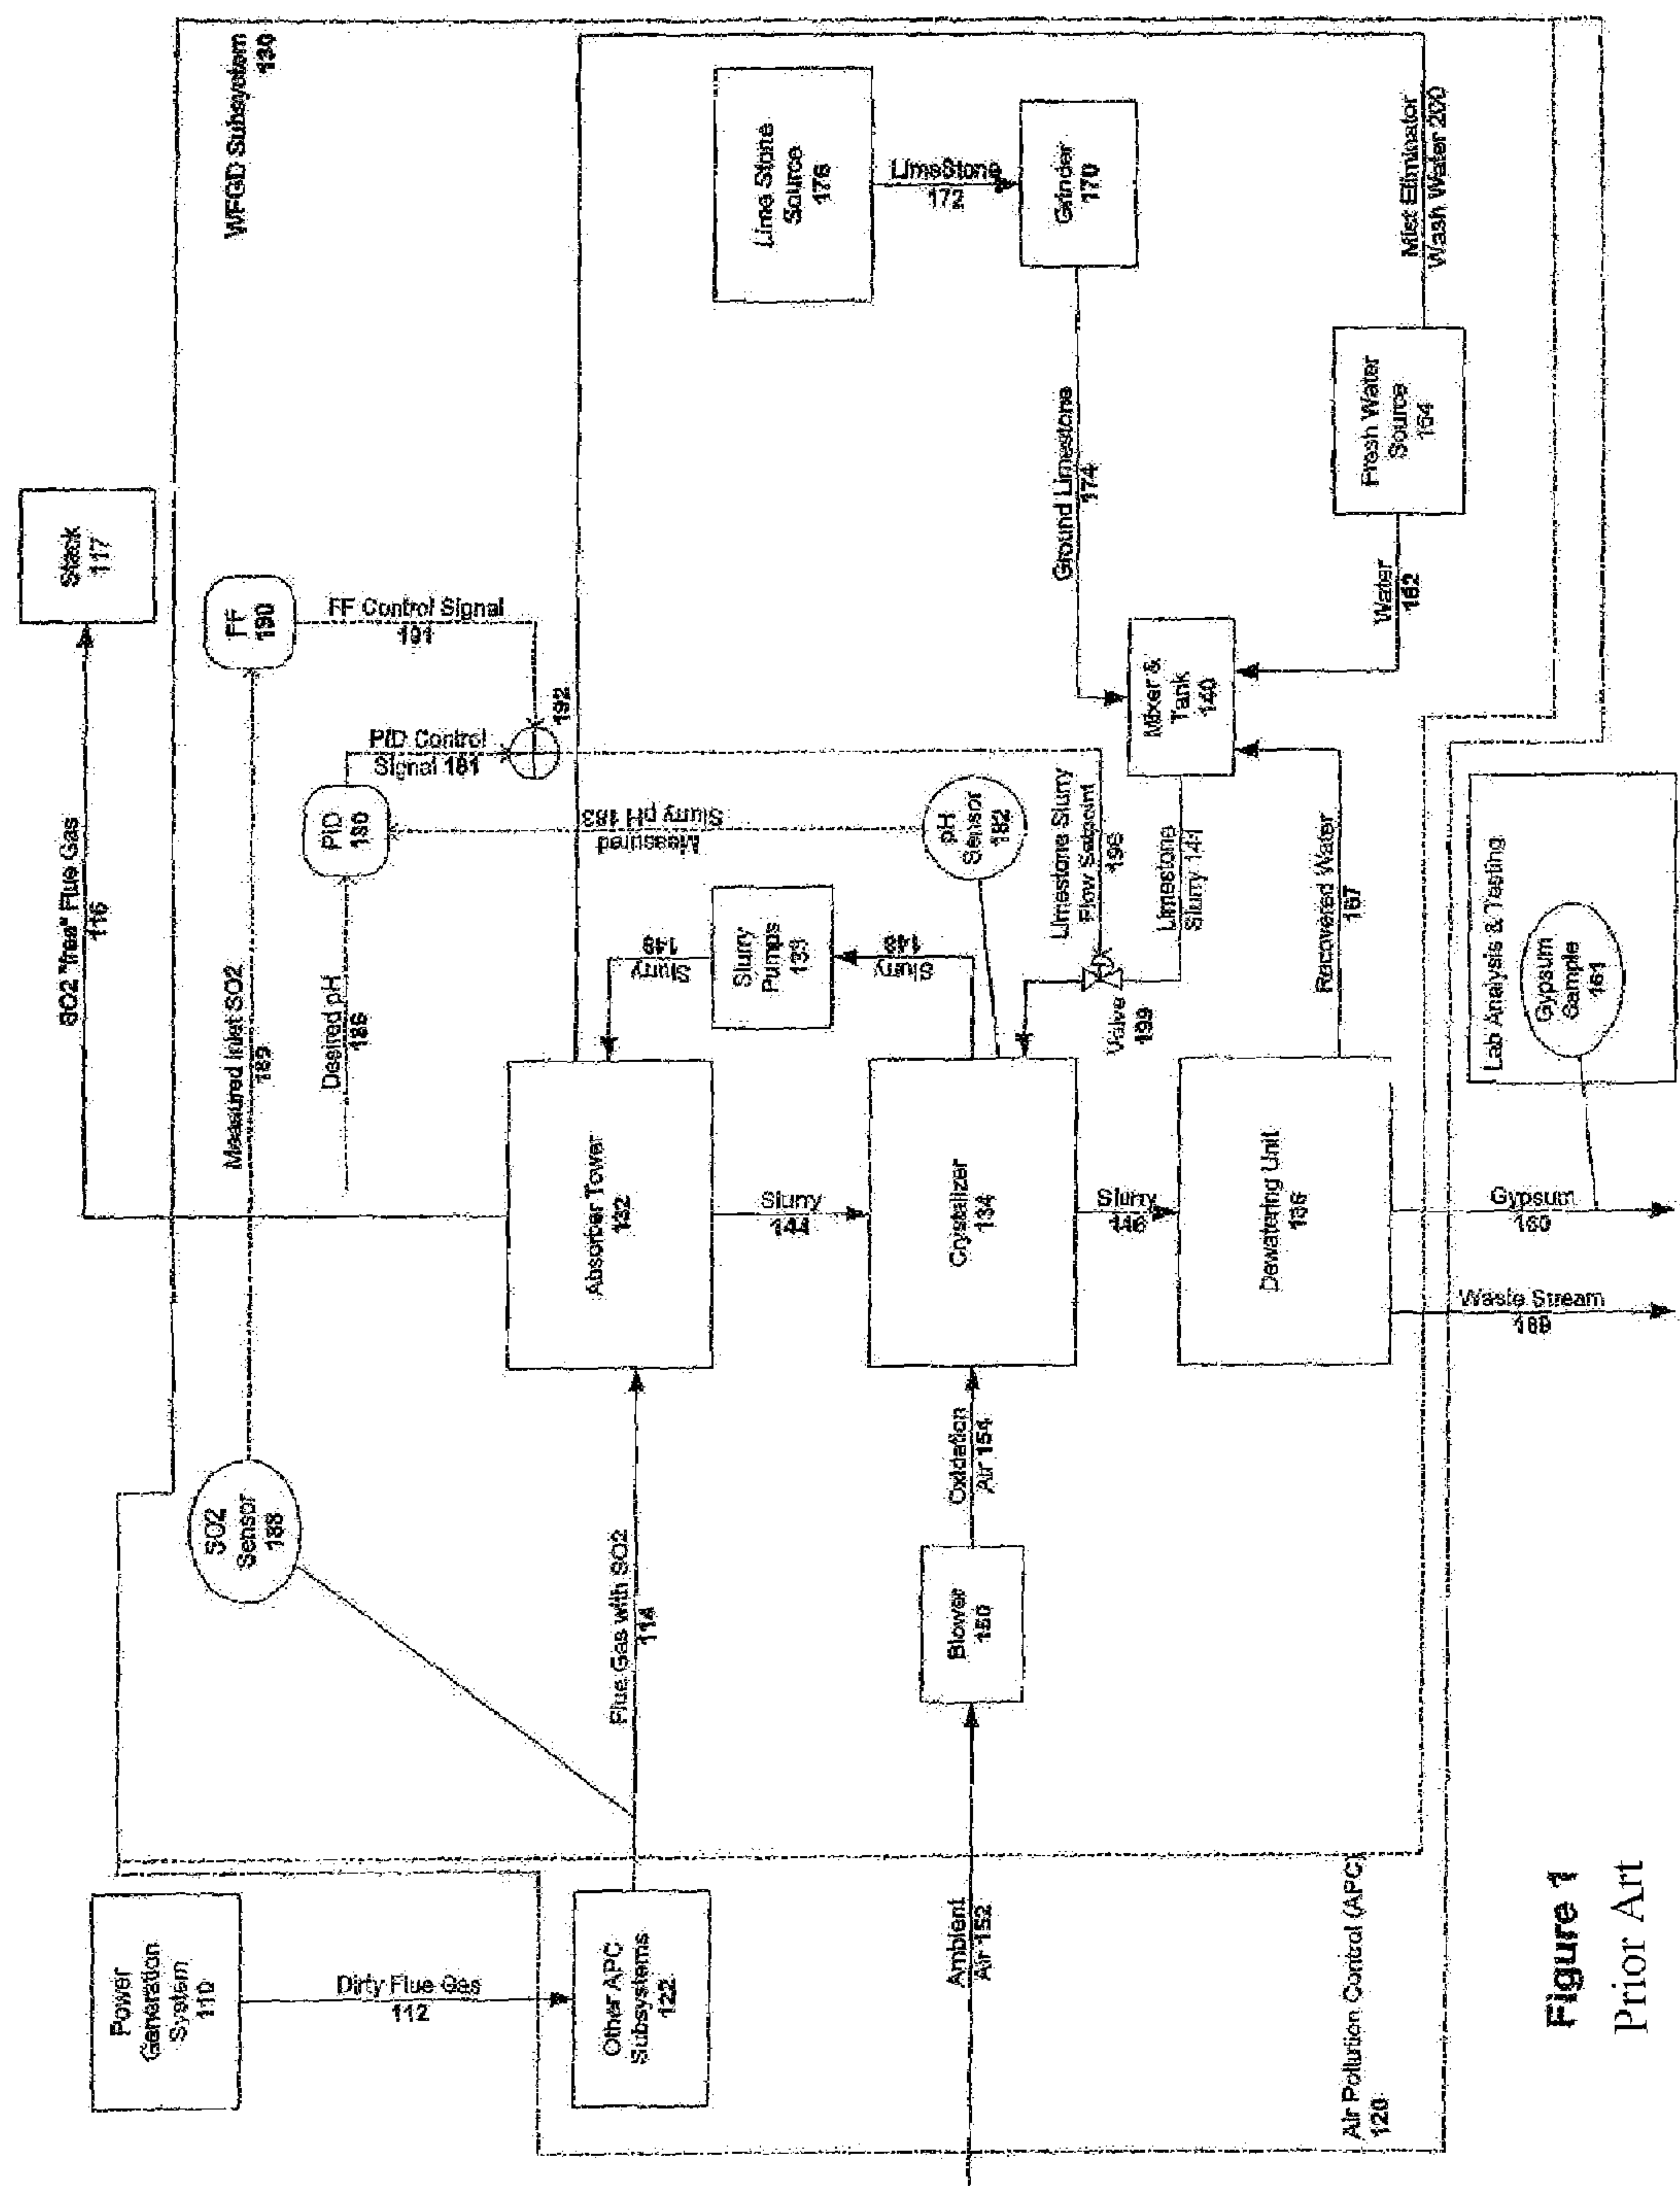 Power
Generation
System
110
Dirty Flue Gas
112
Other APC
Subsystems
122
Air Pollution Control (APC)
120
Ambient
Air 152
SO2
Sensor
188
Measured Inlet SO2
189
SO2 "free" Flue Gas
116
Stack
117
WFGD Subsystem
130
FF
190
FF Control Signal
191
Desired pH
186
PID
180
PID Control
Signal 181
192
Measured
Slurry pH 183
Flue Gas with SO2
114
Absorber Tower
132
Slurry
148
Slurry
Pumps
133
Slurry
148
pH
Sensor
182
Slurry
144
Blower
150
Oxidation
Air 154
Crystalizer
134
Limestone Slurry
Flow Setpoint
196
Limestone
Slurry 141
Valve
199
Slurry
146
Dewatering Unit
136
Recovered Water
167
Mixer &
Tank
140
Lime Stone
Source
176
LimeStone
172
Grinder
170
Ground Limestone
174
Water
162
Fresh Water
Source
164
Mist Eliminator
Wash Water 200
Gypsum
160
Waste Stream
169
Lab Analysis & Testing
Gypsum
Sample
161
Figure 1
Prior Art